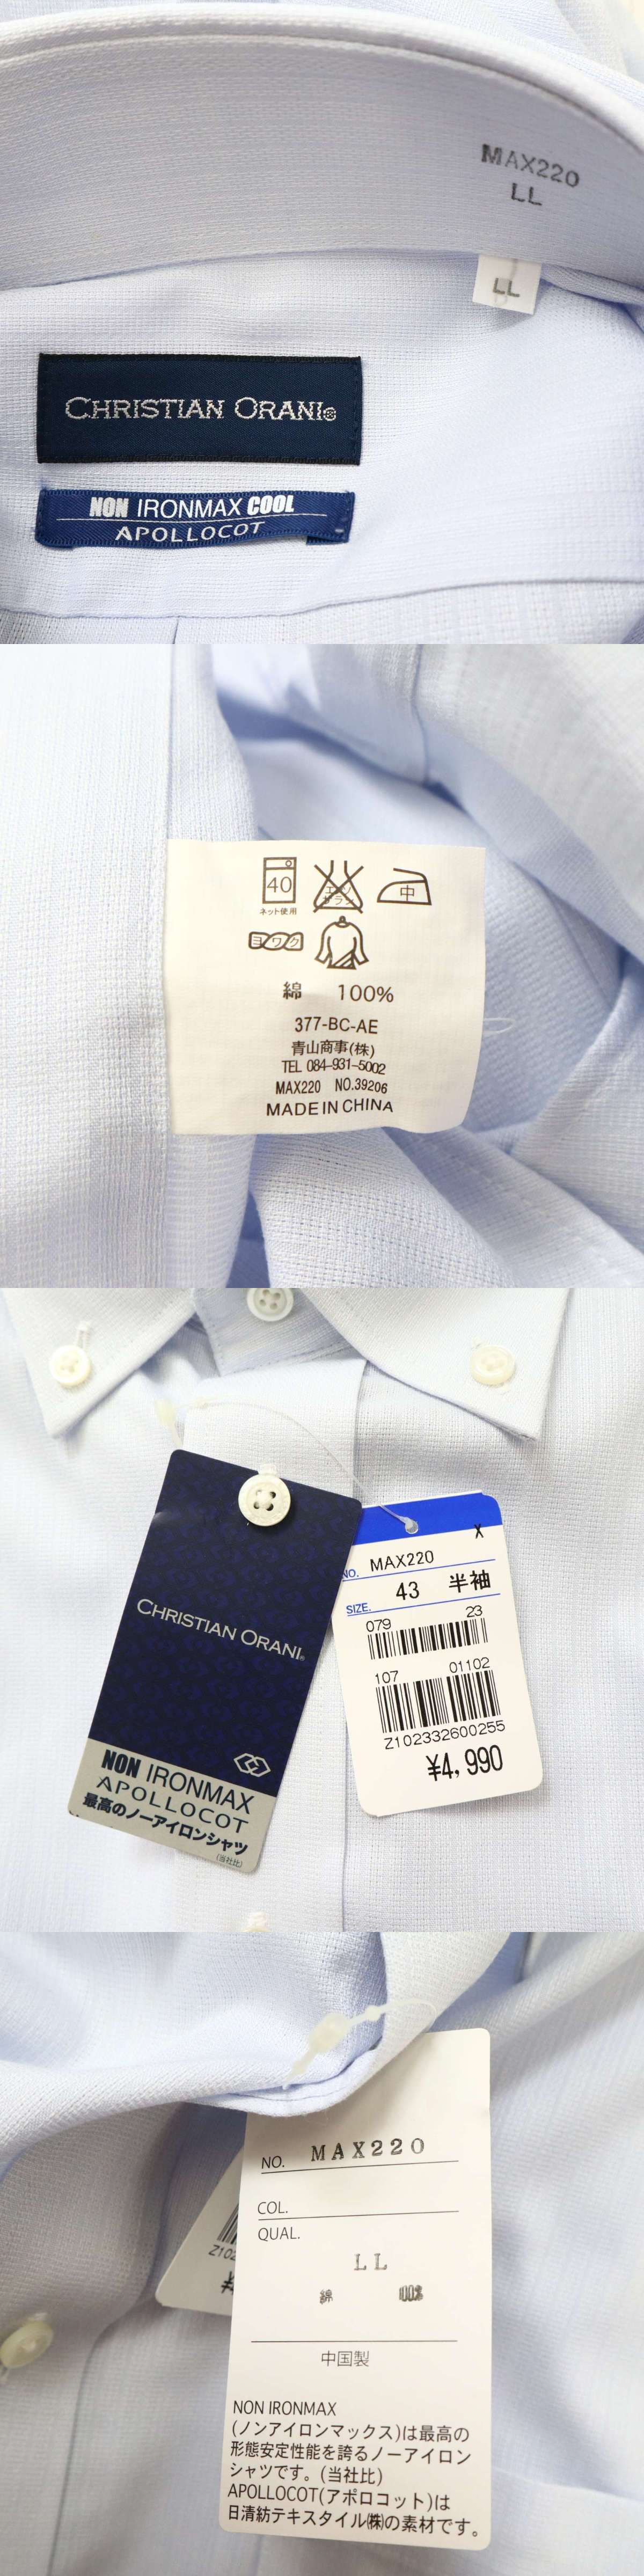 MAX220
LL
LL
CHRISTIAN ORANI®
NON IRONMAX COOL
APOLLOCOT
40
ネット使用
エンソ
サラシ
中
ヨワク
綿 100%
377-BC-AE
青山商事(株)
TEL 084-931-5002
MAX220 NO.39206
MADE IN CHINA
CHRISTIAN ORANI®
NON IRONMAX
APOLLOCOT
最高のノーアイロンシャツ
(当社比)
X
NO. MAX220
SIZE. 43 半袖
079 23
107 01102
Z102332600255
¥4,990
NO. MAX220
COL.
QUAL.
LL
綿 100%
中国製
Z102
¥
NON IRONMAX
(ノンアイロンマックス)は最高の
形態安定性能を誇るノーアイロン
シャツです。(当社比)
APOLLOCOT(アポロコット)は
日清紡テキスタイル㈱の素材です。